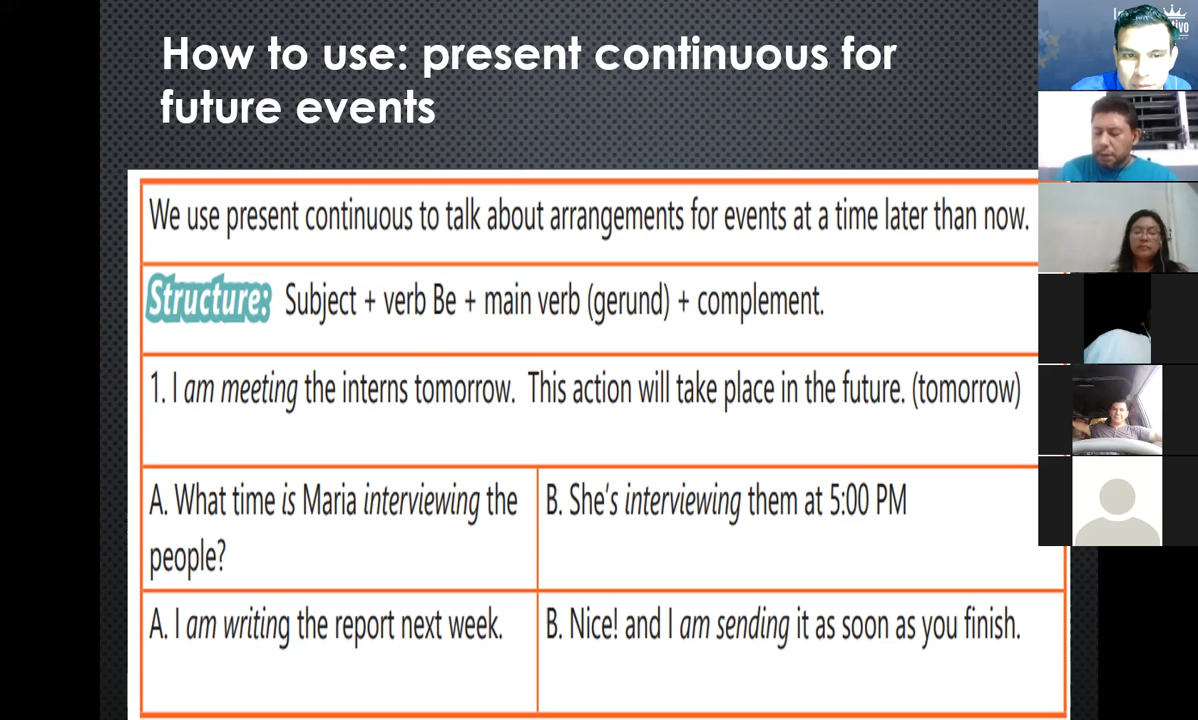 How to use: present continuous for
future events
We use present continuous to talk about arrangements for events at a time later than now.
Structure: Subject + verb Be + main verb (gerund) + complement.
1. I am meeting the interns tomorrow. This action will take place in the future. (tomorrow)
A. What time is Maria interviewing the
people?
B. She's interviewing them at 5:00 PM
A. I am writing the report next week.
B. Nice! and I am sending it as soon as you finish.